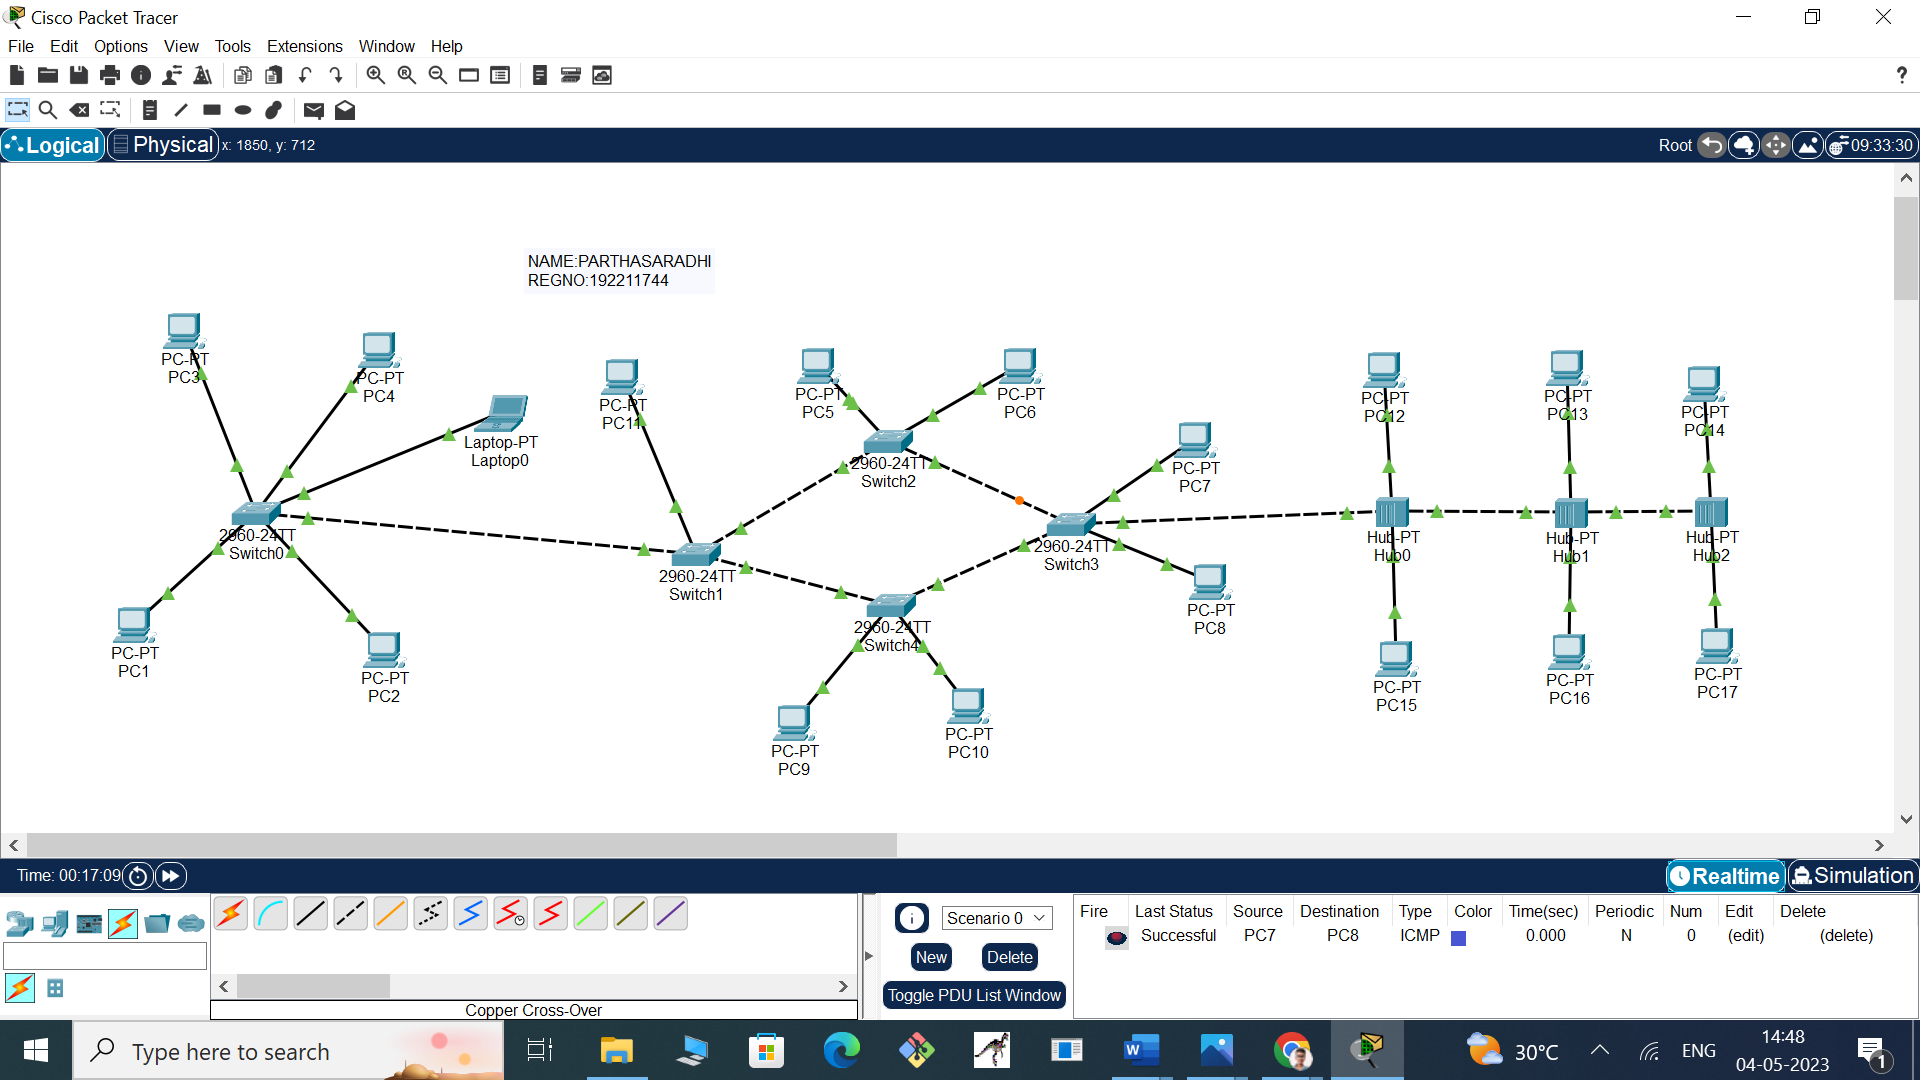 Cisco Packet Tracer
File Edit Options View Tools Extensions Window Help
?
Logical Physical x: 1850, y: 712 Root 09:33:30
NAME:PARTHASARADHI
REGNO:192211744
PC-PT
PC3
PC-PT
PC4
Laptop-PT
Laptop0
2960-24TT
Switch0
PC-PT
PC1
PC-PT
PC2
PC-PT
PC11
2960-24TT
Switch1
PC-PT
PC5
PC-PT
PC6
2960-24TT
Switch2
PC-PT
PC7
2960-24TT
Switch3
PC-PT
PC8
2960-24TT
Switch4
PC-PT
PC9
PC-PT
PC10
PC-PT
PC12
PC-PT
PC13
PC-PT
PC14
Hub-PT
Hub0
Hub-PT
Hub1
Hub-PT
Hub2
PC-PT
PC15
PC-PT
PC16
PC-PT
PC17
Time: 00:17:09 Realtime Simulation
Scenario 0
New Delete
Toggle PDU List Window
Fire Last Status Source Destination Type Color Time(sec) Periodic Num Edit Delete
Successful PC7 PC8 ICMP 0.000 N 0 (edit) (delete)
Copper Cross-Over
Type here to search 30°C ENG 14:48
04-05-2023
1